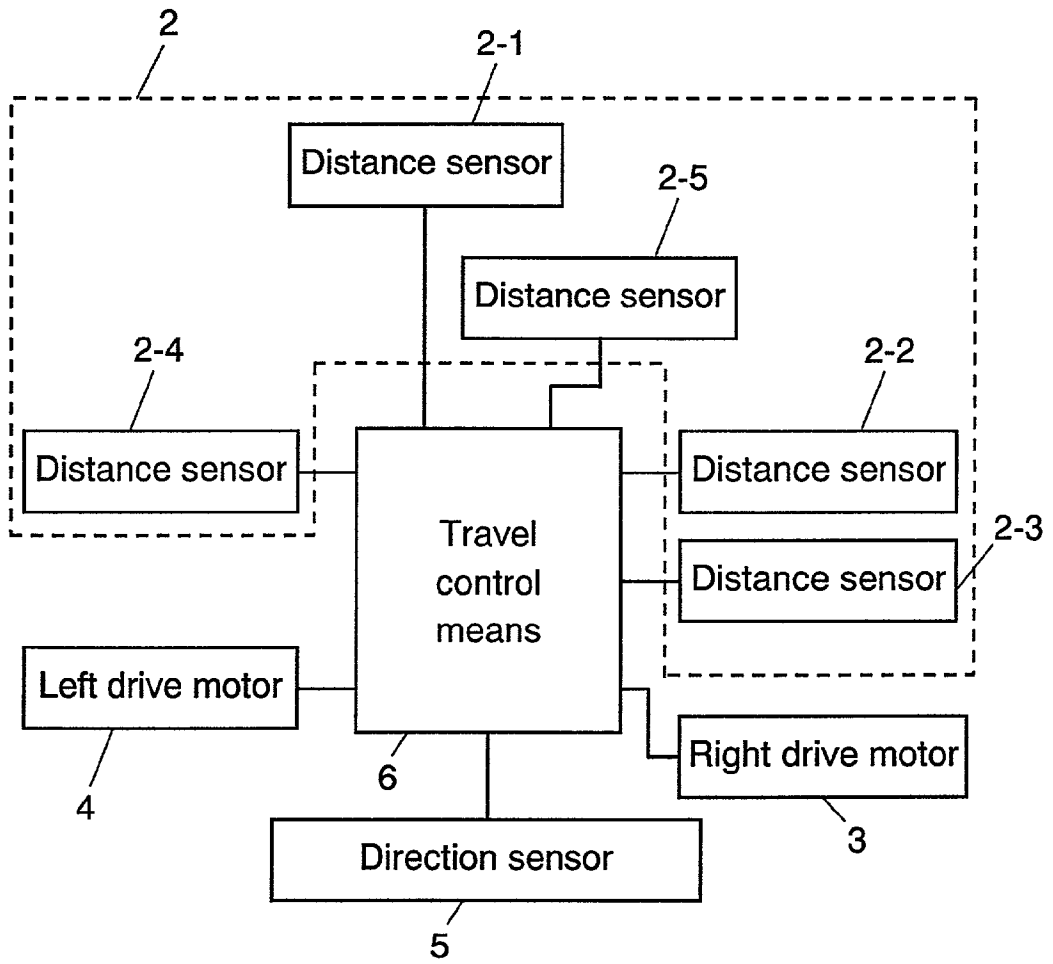 2
2-1
Distance sensor
2-5
Distance sensor
2-4
2-2
Distance sensor
Distance sensor
2-3
Travel
control
means
Distance sensor
Left drive motor
Right drive motor
6
4
3
Direction sensor
5